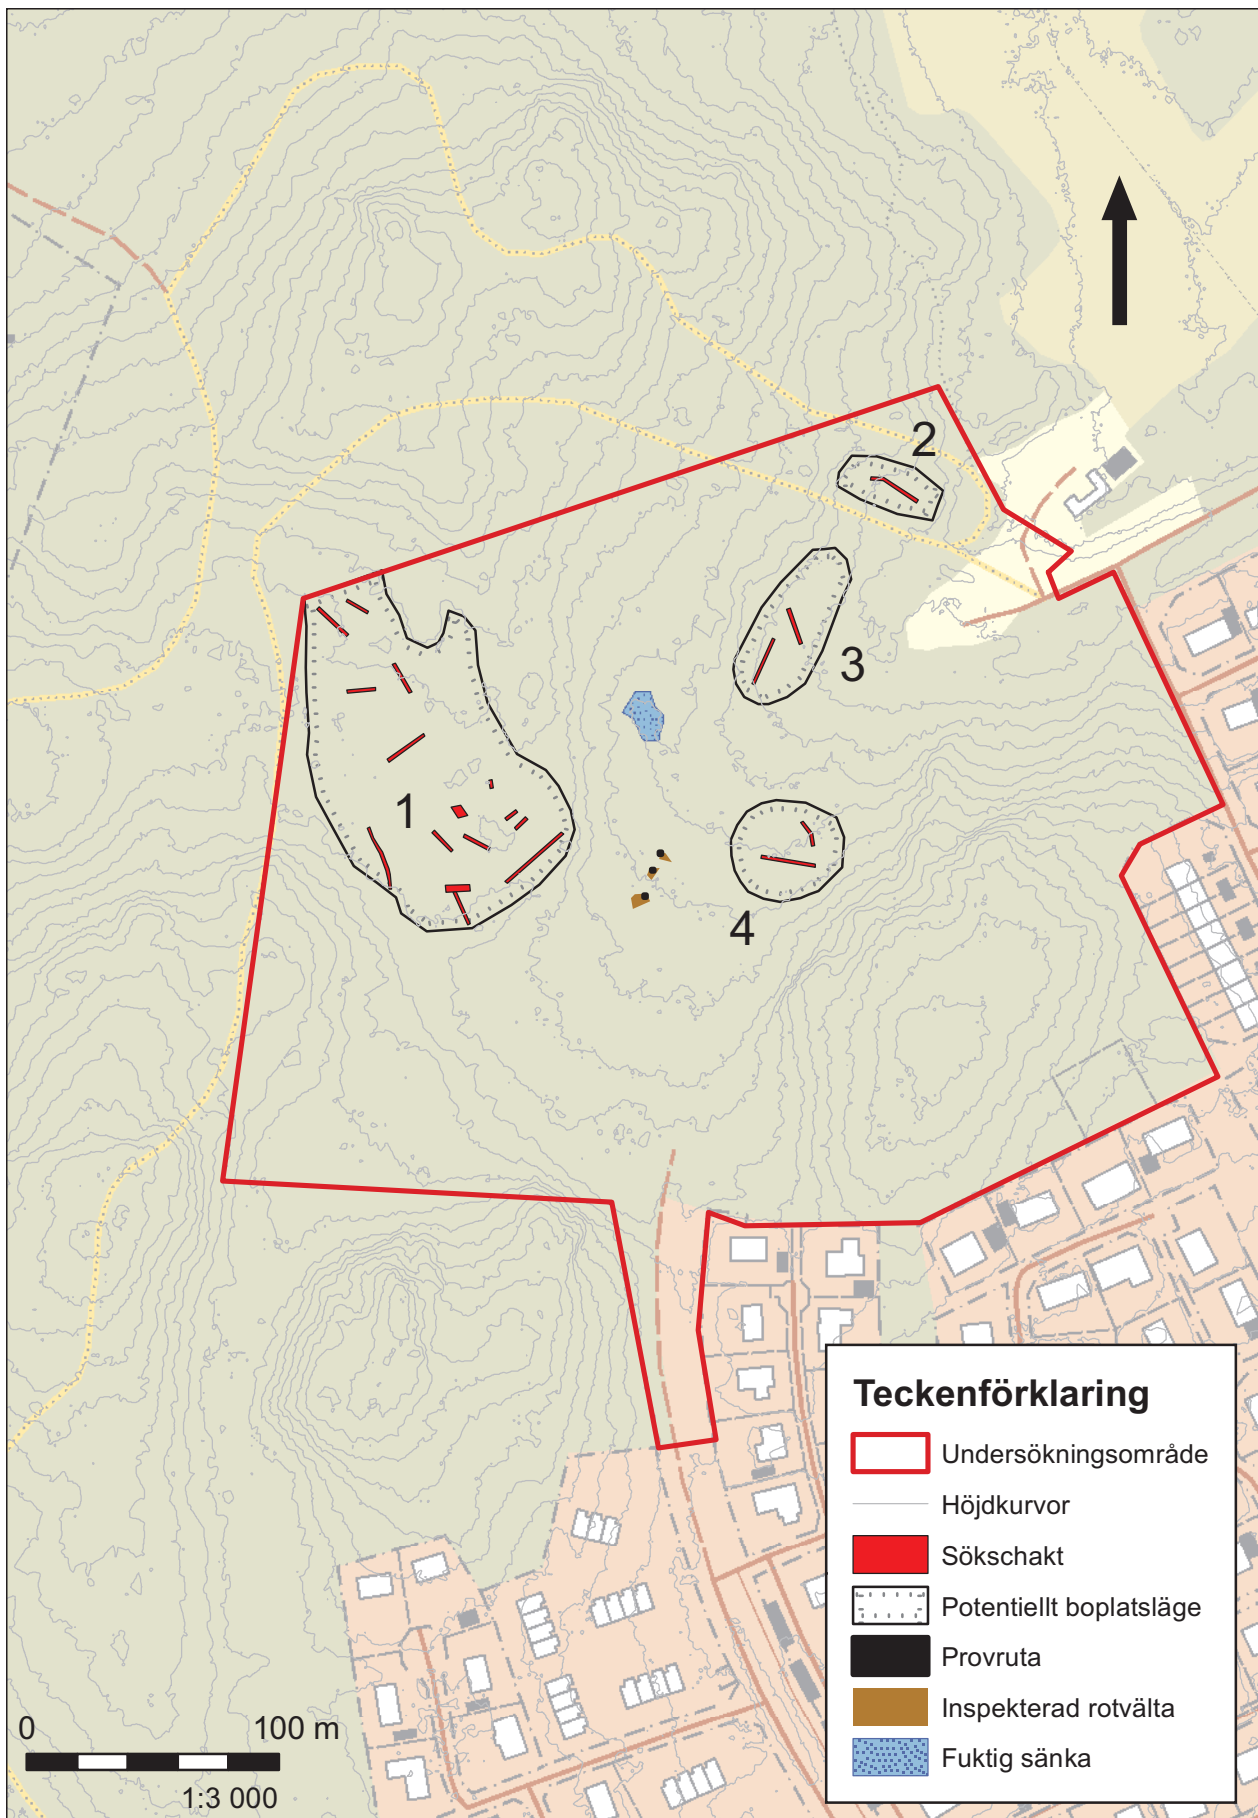 2
3
1
4
Teckenförklaring
Undersökningsområde
Höjdkurvor
Sökschakt
Potentiellt boplatsläge
Provruta
Inspekterad rotvälta
Fuktig sänka
0 100 m
1:3 000